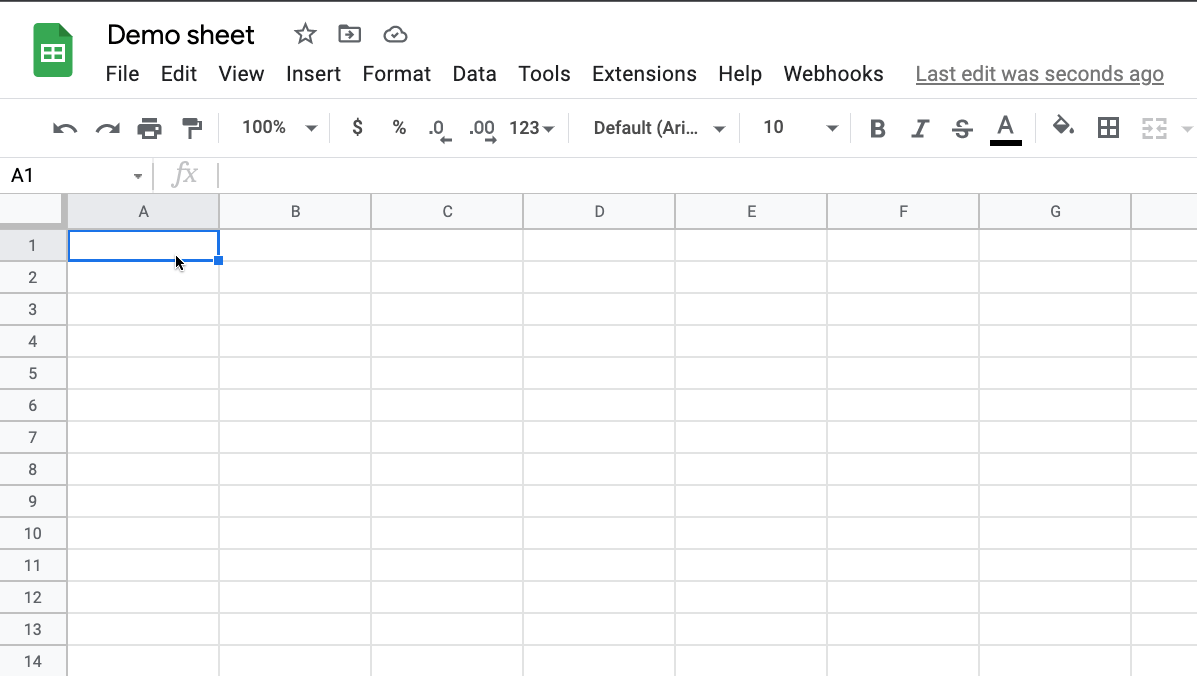 Demo sheet
File Edit View Insert Format Data Tools Extensions Help Webhooks Last edit was seconds ago
100% $ % .0 .00 123 Default (Ari... 10 B I S A
A1 fx
A B C D E F G
1
2
3
4
5
6
7
8
9
10
11
12
13
14